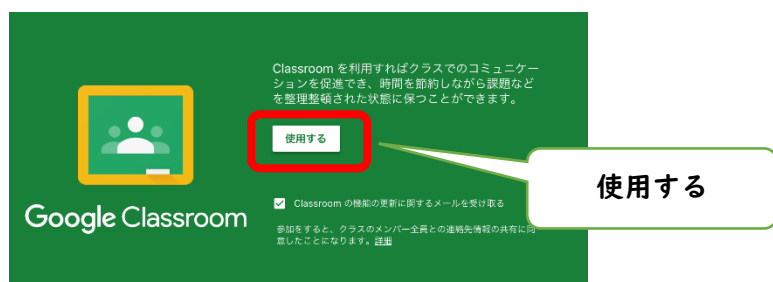 Classroom を利用すればクラスでのコミュニケー
ションを促進でき、時間を節約しながら課題など
を整理整頓された状態に保つことができます。
使用する
使用する
Google Classroom
Classroom の機能の更新に関するメールを受け取る
参加をすると、クラスのメンバー全員との連絡先情報の共有に同
意したことになります。詳細